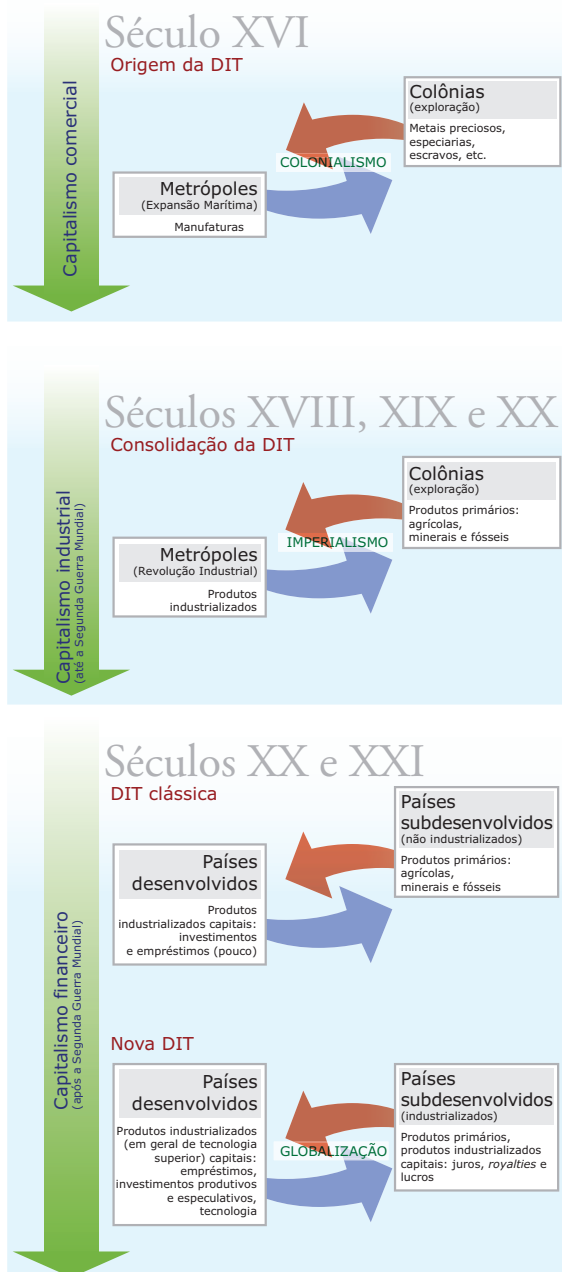 Século XVI
Origem da DIT
Capitalismo comercial
Colônias
(exploração)
Metais preciosos,
especiarias,
escravos, etc.
COLONIALISMO
Metrópoles
(Expansão Marítima)
Manufaturas
Séculos XVIII, XIX e XX
Consolidação da DIT
Capitalismo industrial
(até a Segunda Guerra Mundial)
Colônias
(exploração)
Produtos primários:
agrícolas,
minerais e fósseis
IMPERIALISMO
Metrópoles
(Revolução Industrial)
Produtos
industrializados
Séculos XX e XXI
DIT clássica
Capitalismo financeiro
(após a Segunda Guerra Mundial)
Países
subdesenvolvidos
(não industrializados)
Produtos primários:
agrícolas,
minerais e fósseis
Países
desenvolvidos
Produtos
industrializados capitais:
investimentos
e empréstimos (pouco)
Nova DIT
Países
desenvolvidos
Produtos industrializados
(em geral de tecnologia
superior) capitais:
empréstimos,
investimentos produtivos
e especulativos,
tecnologia
GLOBALIZAÇÃO
Países
subdesenvolvidos
(industrializados)
Produtos primários,
produtos industrializados
capitais: juros, royalties e
lucros